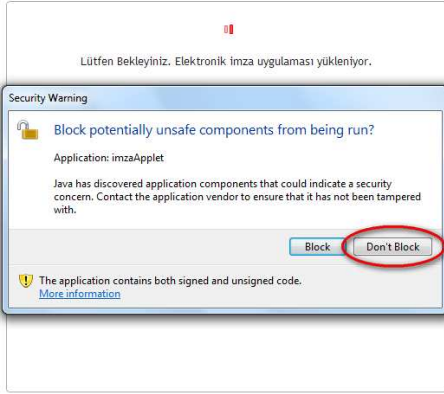 Lütfen Bekleyiniz. Elektronik imza uygulaması yükleniyor.
Security Warning
Block potentially unsafe components from being run?
Application: imzaApplet
Java has discovered application components that could indicate a security
concern. Contact the application vendor to ensure that it has not been tampered
with.
Block
Don't Block
The application contains both signed and unsigned code.
More information